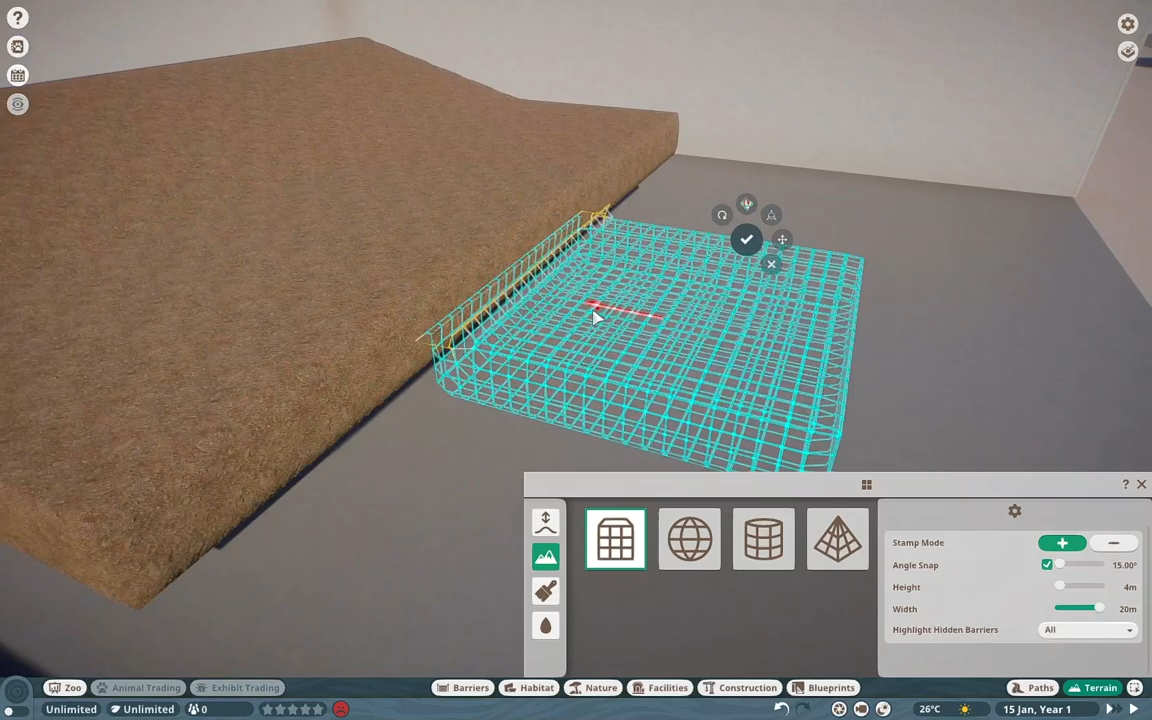 ?
?
Stamp Mode
Angle Snap 15.00°
Height 4m
Width 20m
Highlight Hidden Barriers All
Zoo Animal Trading Exhibit Trading Barriers Habitat Nature Facilities Construction Blueprints Paths Terrain
Unlimited Unlimited 0 26°C 15 Jan, Year 1